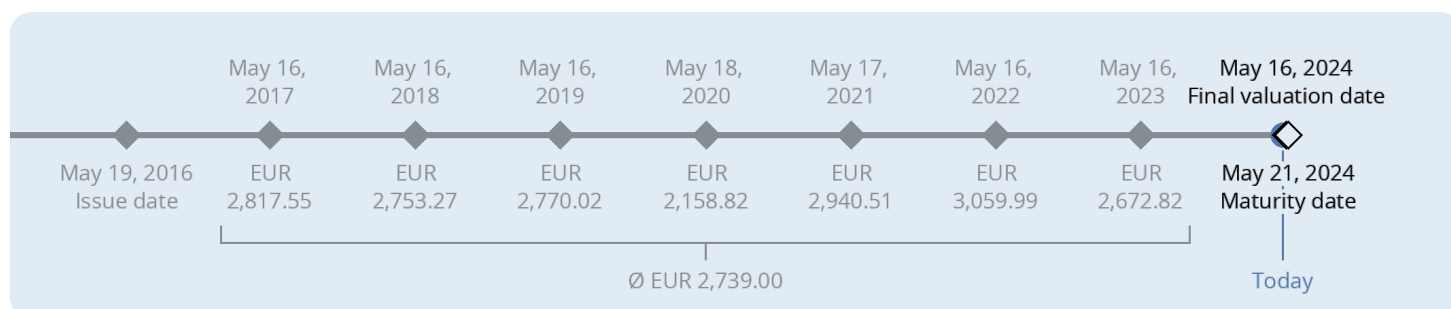 May 16,
2017
May 16,
2018
May 16,
2019
May 18,
2020
May 17,
2021
May 16,
2022
May 16,
2023
May 16, 2024
Final valuation date
May 19, 2016
Issue date
EUR
2,817.55
EUR
2,753.27
EUR
2,770.02
EUR
2,158.82
EUR
2,940.51
EUR
3,059.99
EUR
2,672.82
May 21, 2024
Maturity date
Ø EUR 2,739.00
Today